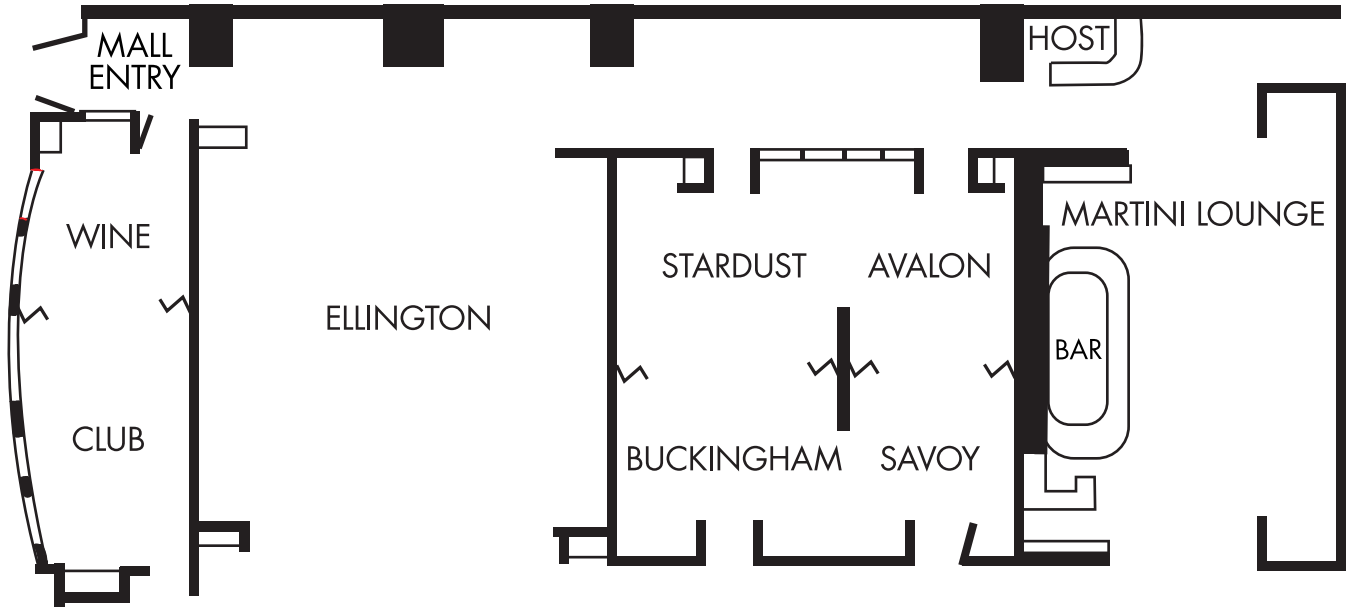 MALL
ENTRY
HOST
WINE
CLUB
ELLINGTON
STARDUST
AVALON
BUCKINGHAM
SAVOY
MARTINI LOUNGE
BAR